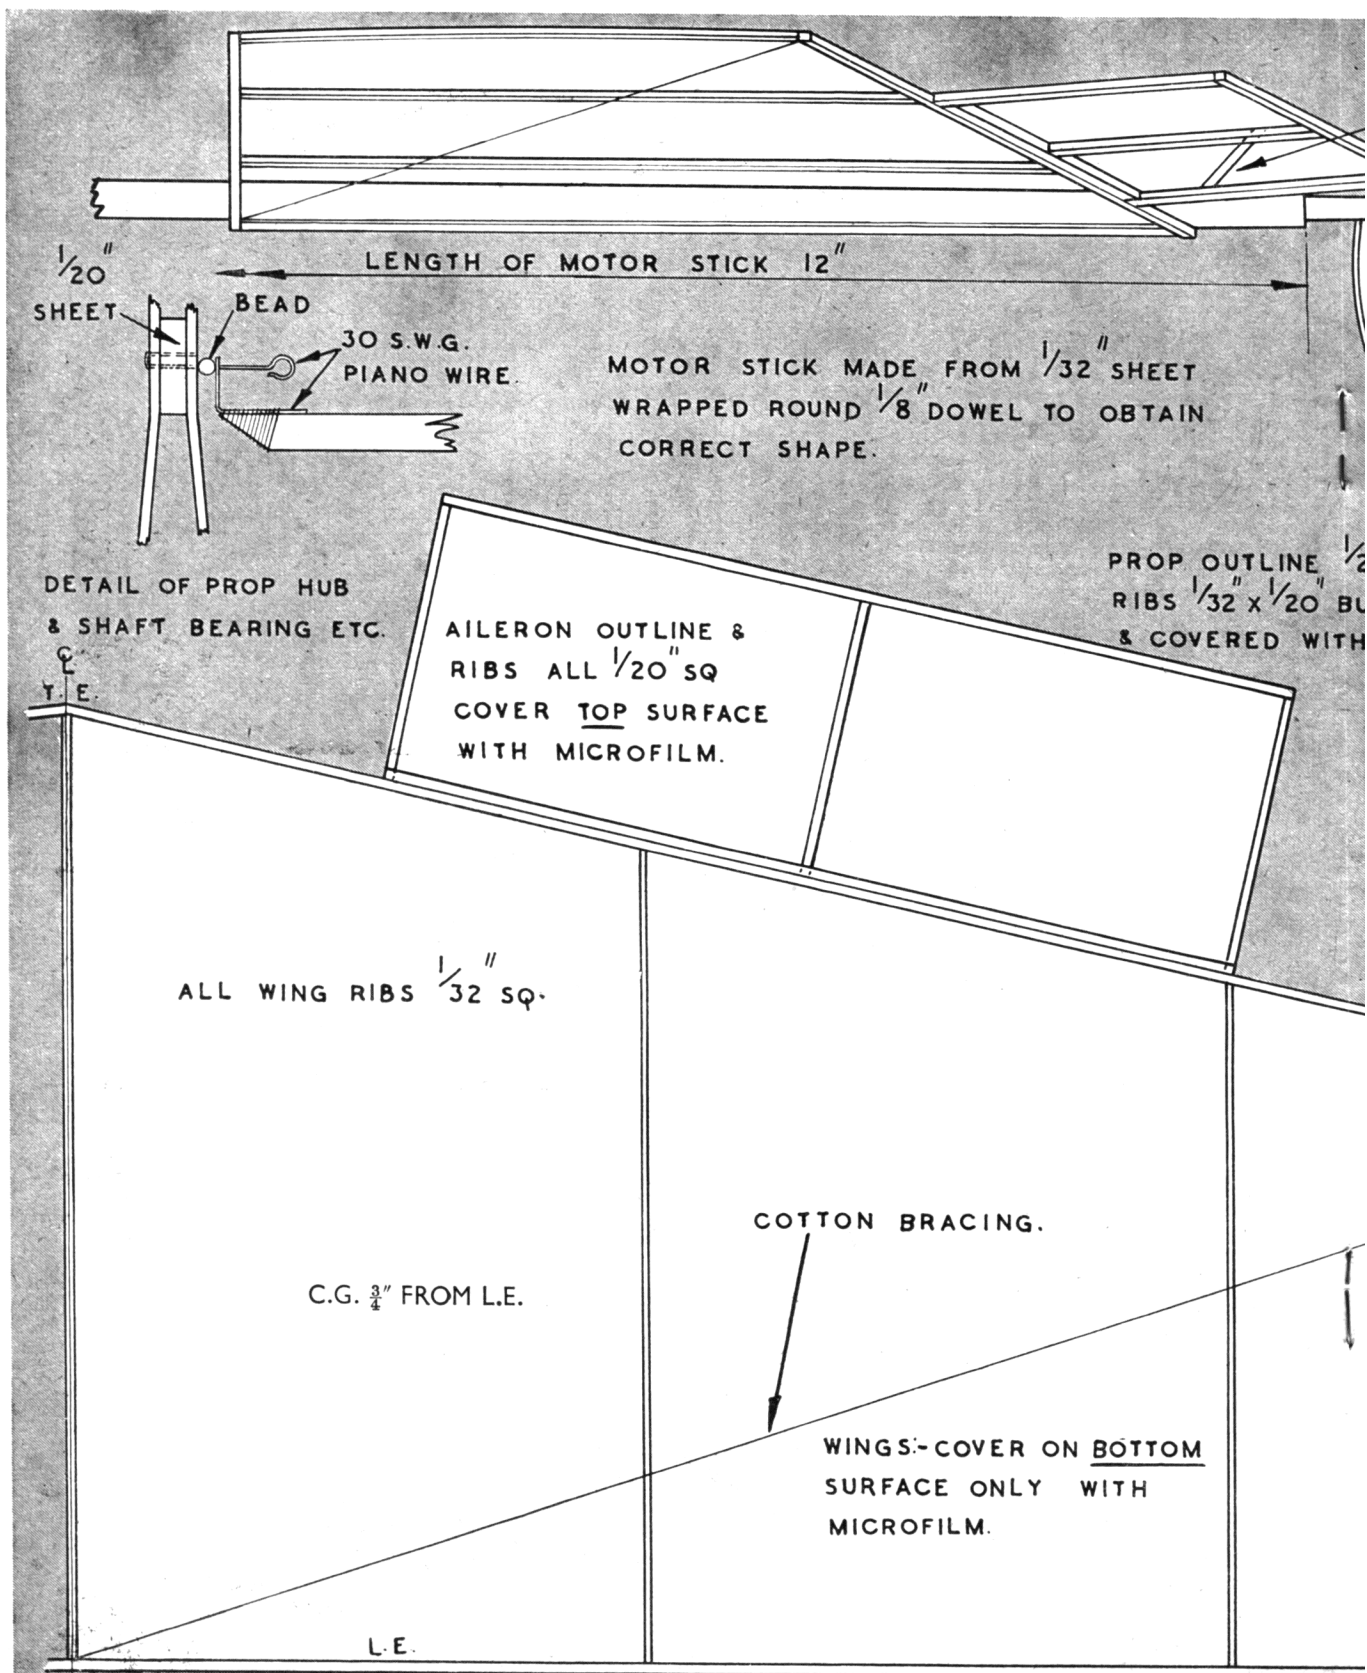 LENGTH OF MOTOR STICK 12"
1/20"
SHEET
BEAD
30 S.W.G.
PIANO WIRE.
MOTOR STICK MADE FROM 1/32" SHEET
WRAPPED ROUND 1/8" DOWEL TO OBTAIN
CORRECT SHAPE.
DETAIL OF PROP HUB
& SHAFT BEARING ETC.
PROP OUTLINE
RIBS 1/32" x 1/20"
& COVERED WITH
AILERON OUTLINE &
RIBS ALL 1/20" SQ
COVER TOP SURFACE
WITH MICROFILM.
℄
T.E.
ALL WING RIBS 1/32" SQ.
COTTON BRACING.
C.G. ¾" FROM L.E.
WINGS:- COVER ON BOTTOM
SURFACE ONLY WITH
MICROFILM.
L.E.